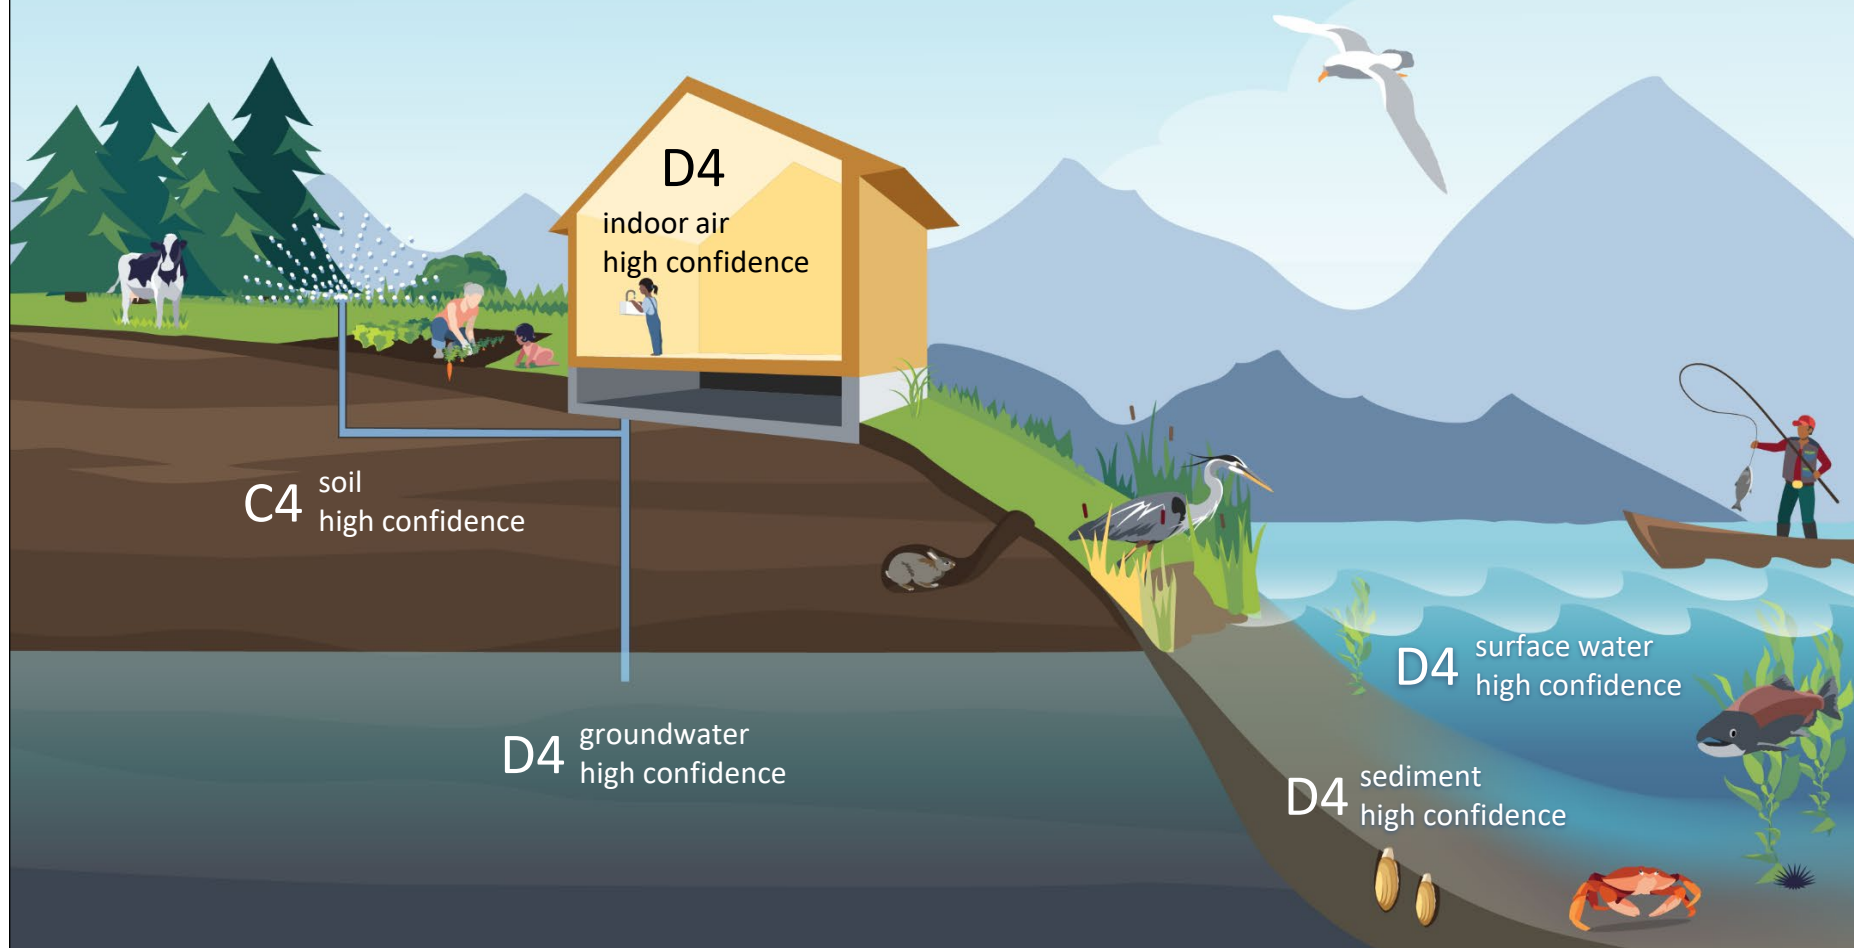 D4
indoor air
high confidence
C4
soil
high confidence
D4
surface water
high confidence
D4
groundwater
high confidence
D4
sediment
high confidence